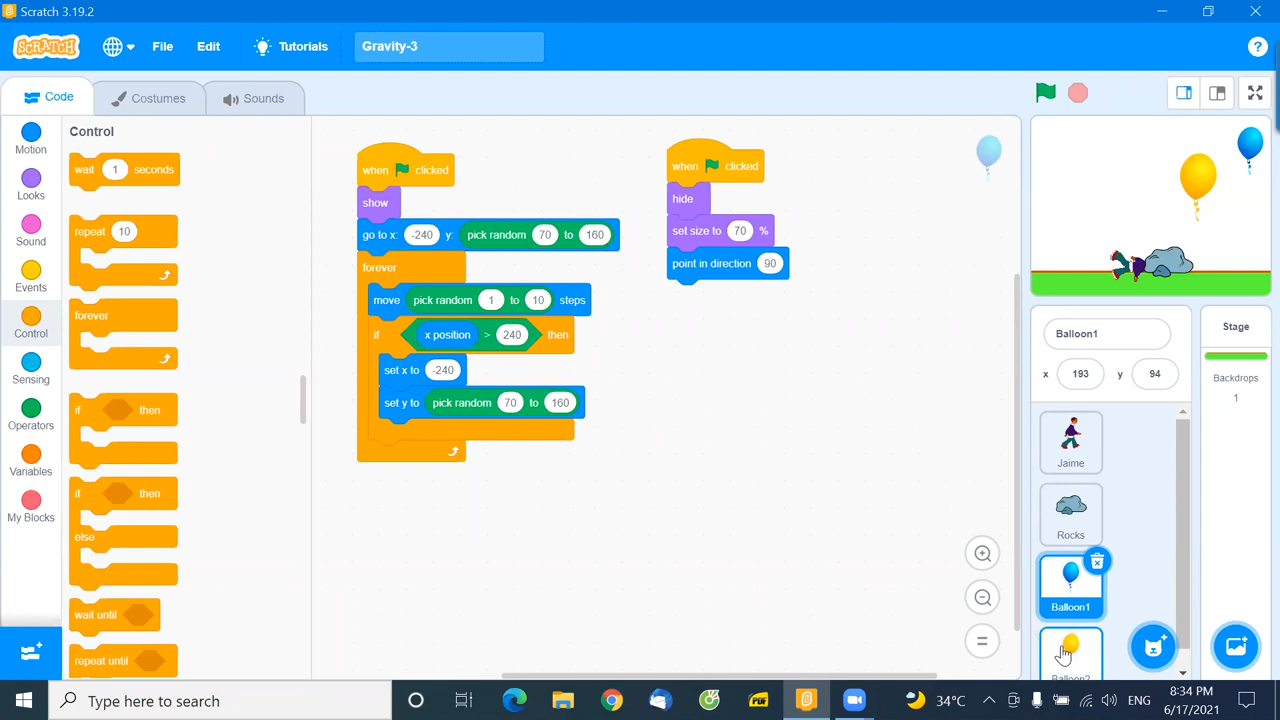 Scratch 3.19.2
SCRATCH
File
Edit
Tutorials
Gravity-3
?
Code
Costumes
Sounds
Motion
Looks
Sound
Events
Control
Sensing
Operators
Variables
My Blocks
Control
wait 1 seconds
repeat 10
forever
if then
if then
else
wait until
repeat until
when clicked
show
go to x: -240 y: pick random 70 to 160
forever
move pick random 1 to 10 steps
if x position > 240 then
set x to -240
set y to pick random 70 to 160
when clicked
hide
set size to 70 %
point in direction 90
Balloon1
x 193 y 94
Jaime
Rocks
Balloon1
Balloon2
Stage
Backdrops
1
Type here to search
PDF
34°C
ENG
8:34 PM
6/17/2021